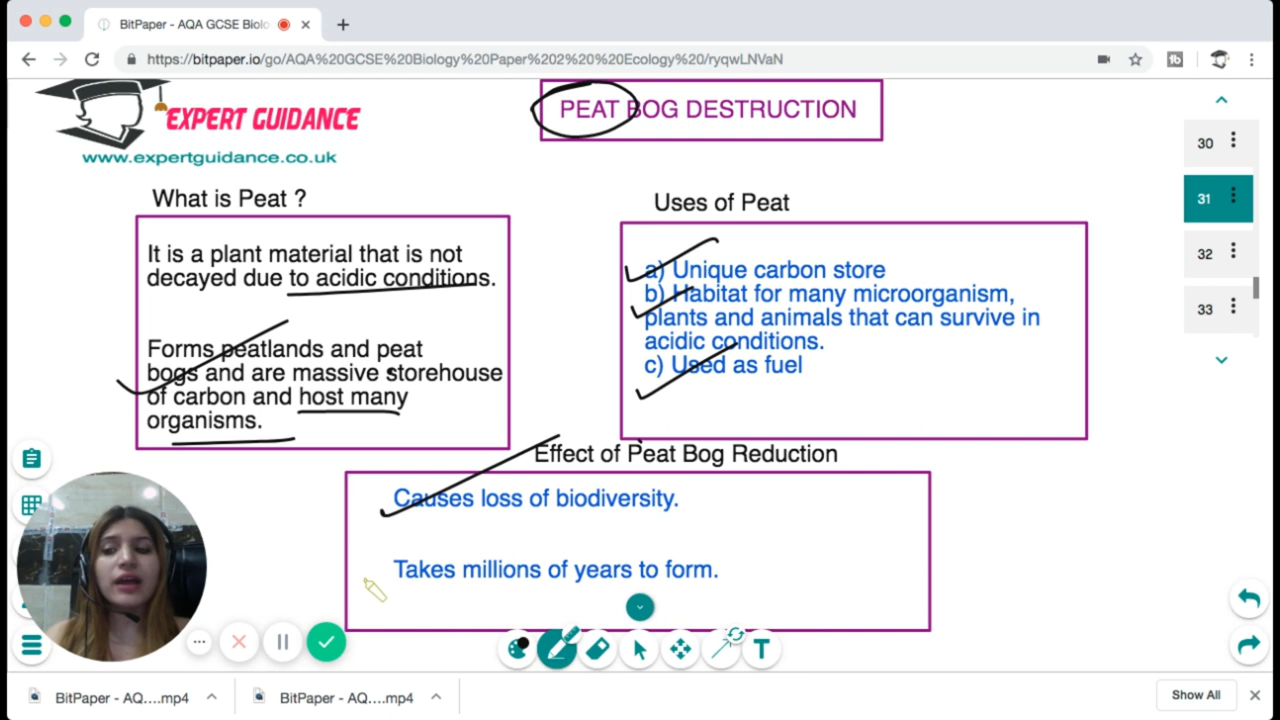 BitPaper - AQA GCSE Biolo
https://bitpaper.io/go/AQA%20GCSE%20Biology%20Paper%202%20%20Ecology%20/ryqwLNVaN
EXPERT GUIDANCE
www.expertguidance.co.uk
PEAT BOG DESTRUCTION
30
31
32
33
What is Peat ?
It is a plant material that is not
decayed due to acidic conditions.
Forms peatlands and peat
bogs and are massive storehouse
of carbon and host many
organisms.
Uses of Peat
a) Unique carbon store
b) Habitat for many microorganism,
plants and animals that can survive in
acidic conditions.
c) Used as fuel
Effect of Peat Bog Reduction
Causes loss of biodiversity.
Takes millions of years to form.
T
BitPaper - AQ....mp4
BitPaper - AQ....mp4
Show All